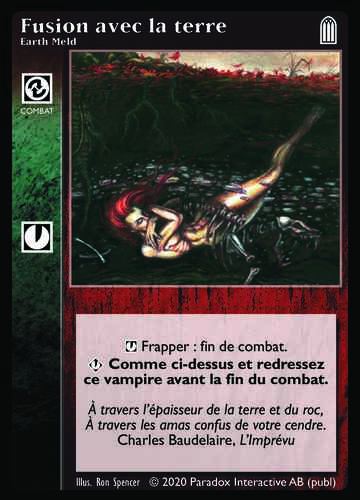 Fusion avec la terre
Earth Meld
COMBAT
Frapper : fin de combat.
Comme ci-dessus et redressez
ce vampire avant la fin du combat.
À travers l'épaisseur de la terre et du roc,
À travers les amas confus de votre cendre.
Charles Baudelaire, L'Imprévu
Illus. Ron Spencer © 2020 Paradox Interactive AB (publ)